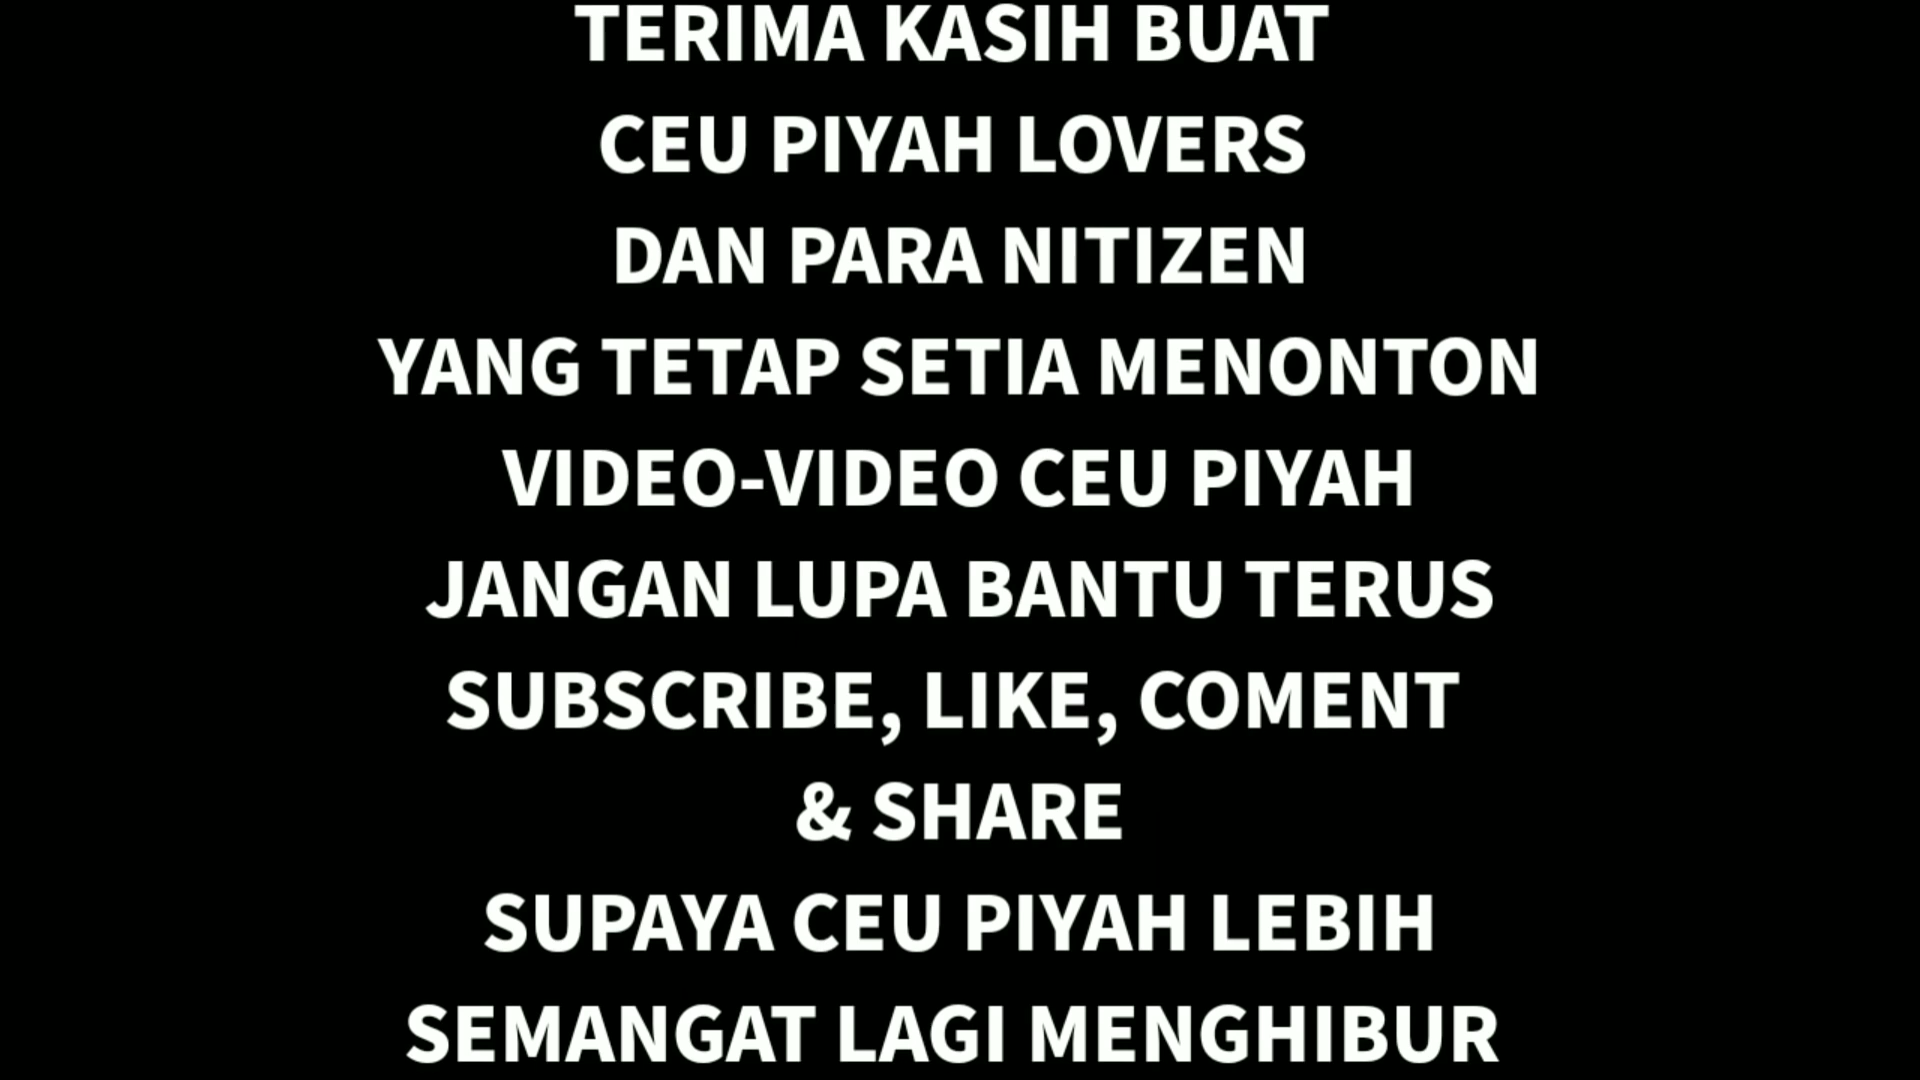 TERIMA KASIH BUAT
CEU PIYAH LOVERS
DAN PARA NITIZEN
YANG TETAP SETIA MENONTON
VIDEO-VIDEO CEU PIYAH
JANGAN LUPA BANTU TERUS
SUBSCRIBE, LIKE, COMENT
& SHARE
SUPAYA CEU PIYAH LEBIH
SEMANGAT LAGI MENGHIBUR